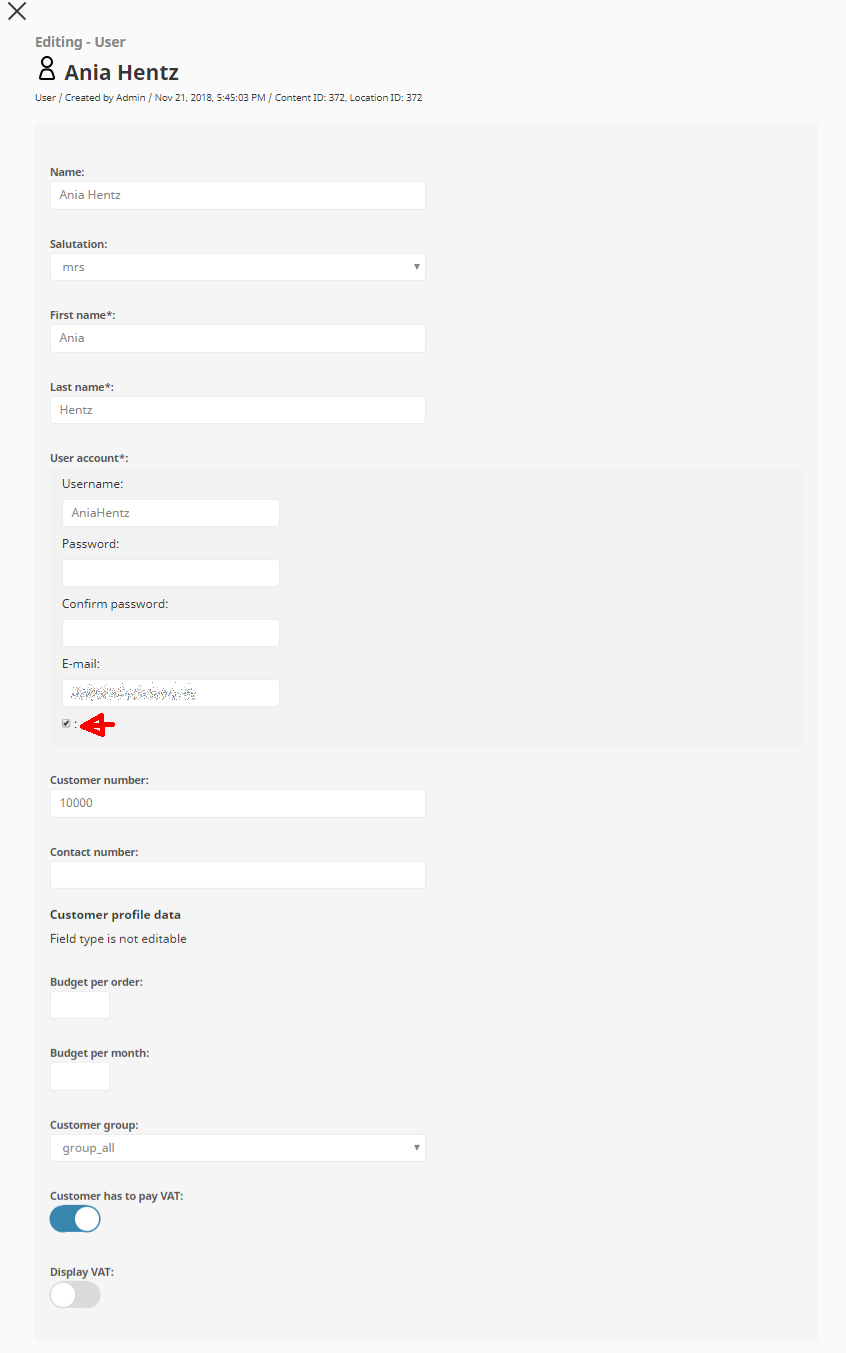 Editing - User
Ania Hentz
User / Created by Admin / Nov 21, 2018, 5:45:03 PM / Content ID: 372, Location ID: 372
Name:
Ania Hentz
Salutation:
mrs
First name*:
Ania
Last name*:
Hentz
User account*:
Username:
AniaHentz
Password:
Confirm password:
E-mail:
:
Customer number:
10000
Contact number:
Customer profile data
Field type is not editable
Budget per order:
Budget per month:
Customer group:
group_all
Customer has to pay VAT:
Display VAT: